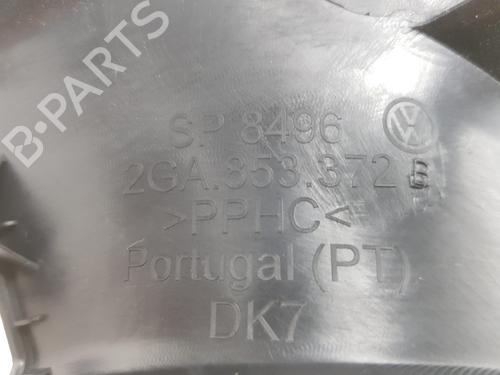 B-PARTS
SP 8496
2GA.853.372 B
>PPHC<
Portugal (PT)
DK7